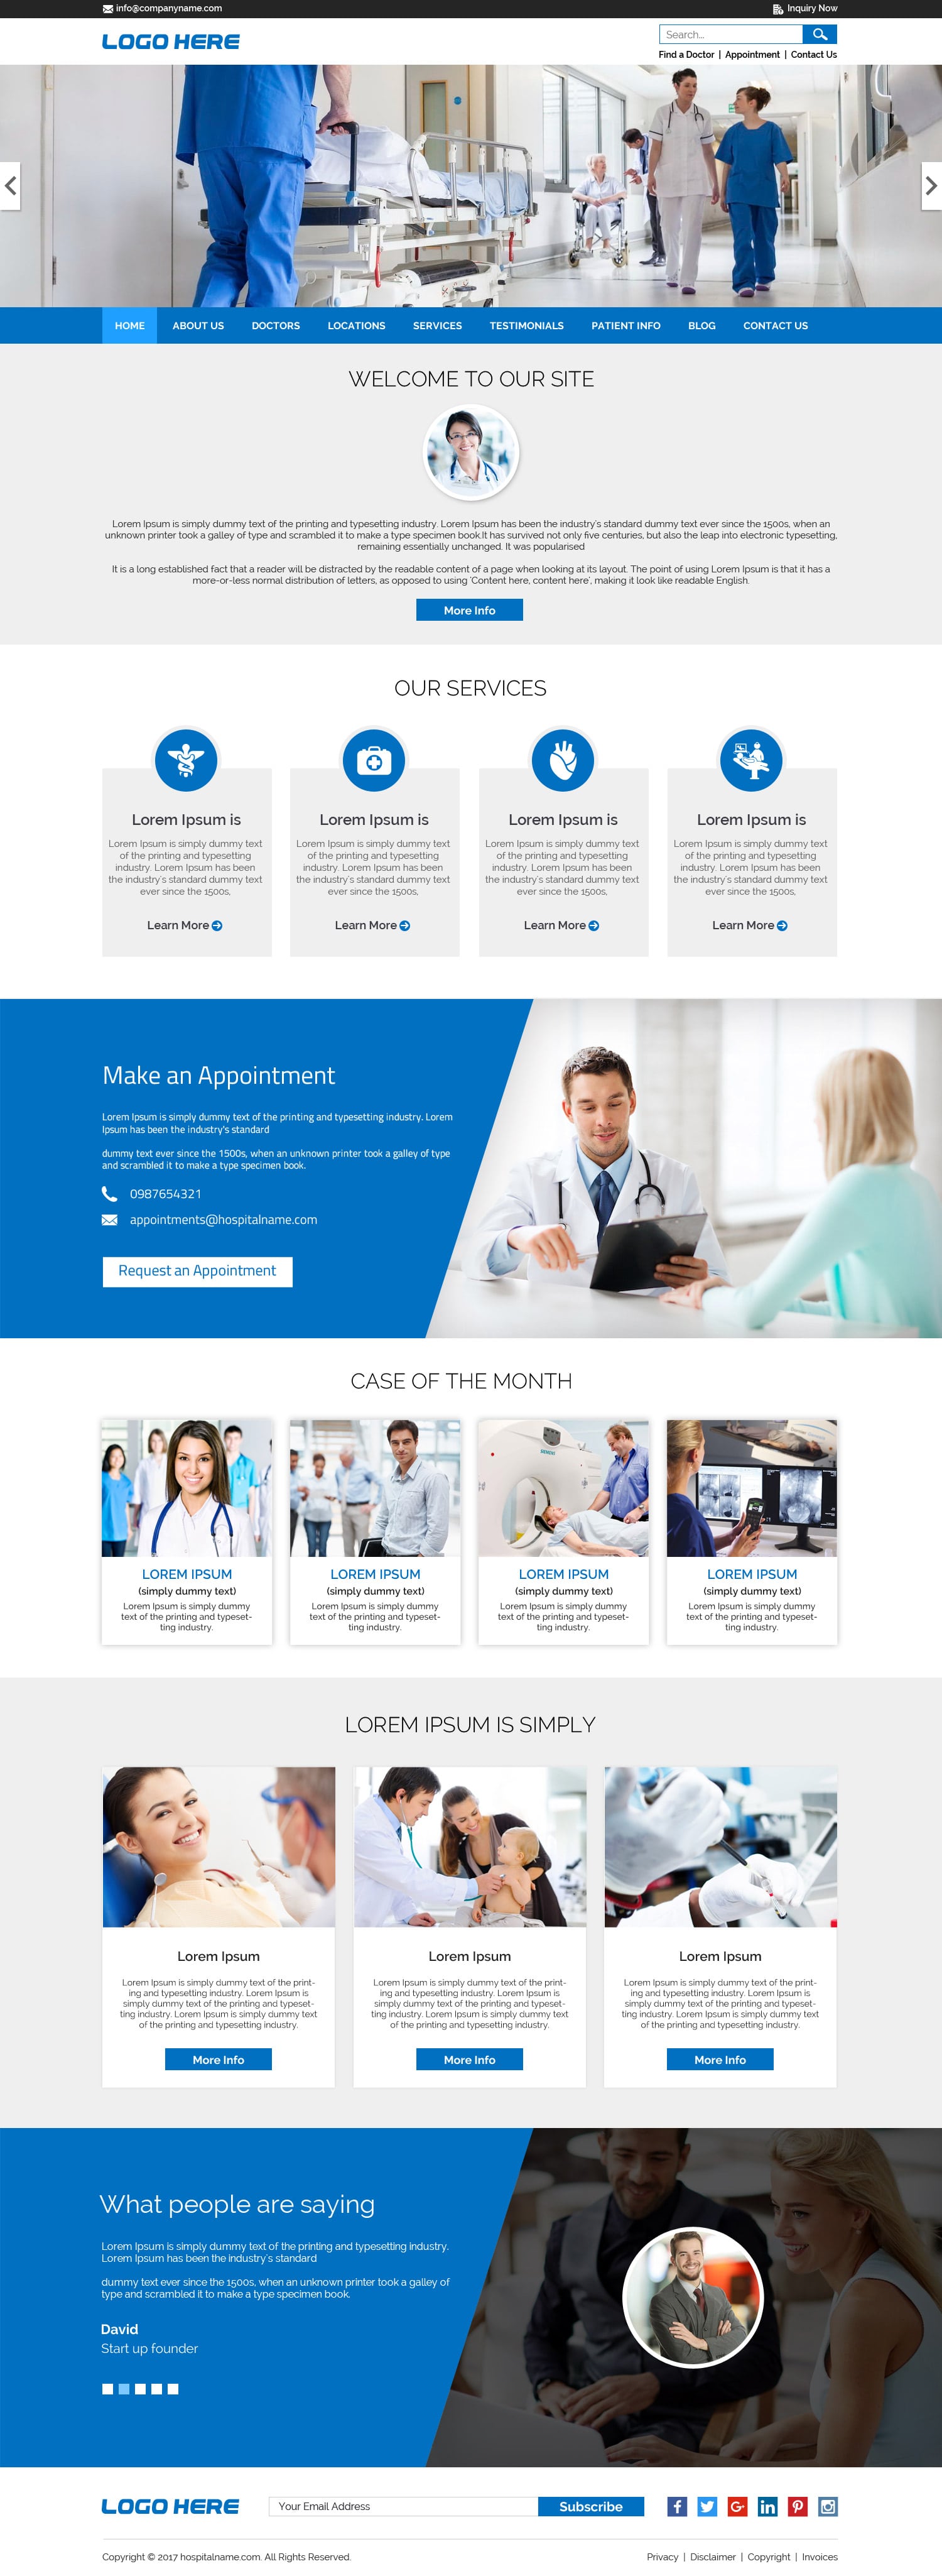 info@companyname.com
Inquiry Now
LOGO HERE
Search...
Find a Doctor | Appointment | Contact Us
HOME ABOUT US DOCTORS LOCATIONS SERVICES TESTIMONIALS PATIENT INFO BLOG CONTACT US
WELCOME TO OUR SITE
Lorem Ipsum is simply dummy text of the printing and typesetting industry. Lorem Ipsum has been the industry's standard dummy text ever since the 1500s, when an
unknown printer took a galley of type and scrambled it to make a type specimen book.It has survived not only five centuries, but also the leap into electronic typesetting,
remaining essentially unchanged. It was popularised
It is a long established fact that a reader will be distracted by the readable content of a page when looking at its layout. The point of using Lorem Ipsum is that it has a
more-or-less normal distribution of letters, as opposed to using 'Content here, content here', making it look like readable English.
More Info
OUR SERVICES
Lorem Ipsum is
Lorem Ipsum is simply dummy text
of the printing and typesetting
industry. Lorem Ipsum has been
the industry's standard dummy text
ever since the 1500s,
Learn More
Lorem Ipsum is
Lorem Ipsum is simply dummy text
of the printing and typesetting
industry. Lorem Ipsum has been
the industry's standard dummy text
ever since the 1500s,
Learn More
Lorem Ipsum is
Lorem Ipsum is simply dummy text
of the printing and typesetting
industry. Lorem Ipsum has been
the industry's standard dummy text
ever since the 1500s,
Learn More
Lorem Ipsum is
Lorem Ipsum is simply dummy text
of the printing and typesetting
industry. Lorem Ipsum has been
the industry's standard dummy text
ever since the 1500s,
Learn More
Make an Appointment
Lorem Ipsum is simply dummy text of the printing and typesetting industry. Lorem
Ipsum has been the industry's standard
dummy text ever since the 1500s, when an unknown printer took a galley of type
and scrambled it to make a type specimen book.
0987654321
appointments@hospitalname.com
Request an Appointment
CASE OF THE MONTH
LOREM IPSUM
(simply dummy text)
Lorem Ipsum is simply dummy
text of the printing and typeset-
ting industry.
LOREM IPSUM
(simply dummy text)
Lorem Ipsum is simply dummy
text of the printing and typeset-
ting industry.
LOREM IPSUM
(simply dummy text)
Lorem Ipsum is simply dummy
text of the printing and typeset-
ting industry.
LOREM IPSUM
(simply dummy text)
Lorem Ipsum is simply dummy
text of the printing and typeset-
ting industry.
LOREM IPSUM IS SIMPLY
Lorem Ipsum
Lorem Ipsum is simply dummy text of the print-
ing and typesetting industry. Lorem Ipsum is
simply dummy text of the printing and typeset-
ting industry. Lorem Ipsum is simply dummy text
of the printing and typesetting industry.
More Info
Lorem Ipsum
Lorem Ipsum is simply dummy text of the print-
ing and typesetting industry. Lorem Ipsum is
simply dummy text of the printing and typeset-
ting industry. Lorem Ipsum is simply dummy text
of the printing and typesetting industry.
More Info
Lorem Ipsum
Lorem Ipsum is simply dummy text of the print-
ing and typesetting industry. Lorem Ipsum is
simply dummy text of the printing and typeset-
ting industry. Lorem Ipsum is simply dummy text
of the printing and typesetting industry.
More Info
What people are saying
Lorem Ipsum is simply dummy text of the printing and typesetting industry.
Lorem Ipsum has been the industry's standard
dummy text ever since the 1500s, when an unknown printer took a galley of
type and scrambled it to make a type specimen book.
David
Start up founder
LOGO HERE
Your Email Address
Subscribe
Copyright © 2017 hospitalname.com. All Rights Reserved.
Privacy | Disclaimer | Copyright | Invoices